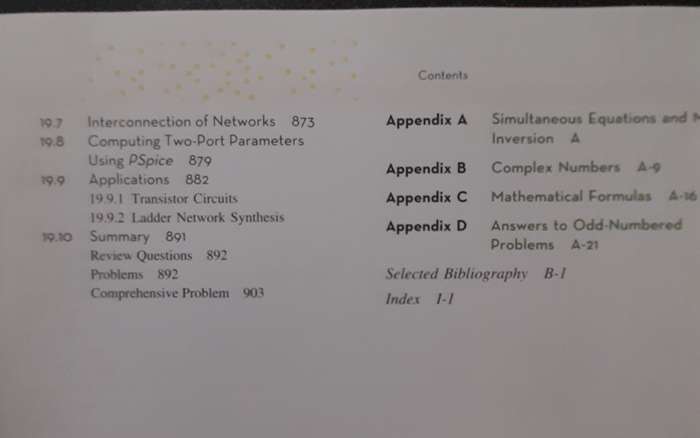 Contents
19.7 Interconnection of Networks 873
19.8 Computing Two-Port Parameters
Using PSpice 879
19.9 Applications 882
19.9.1 Transistor Circuits
19.9.2 Ladder Network Synthesis
19.10 Summary 891
Review Questions 892
Problems 892
Comprehensive Problem 903
Appendix A Simultaneous Equations and
Inversion A
Appendix B Complex Numbers A-9
Appendix C Mathematical Formulas A-16
Appendix D Answers to Odd-Numbered
Problems A-21
Selected Bibliography B-1
Index I-1